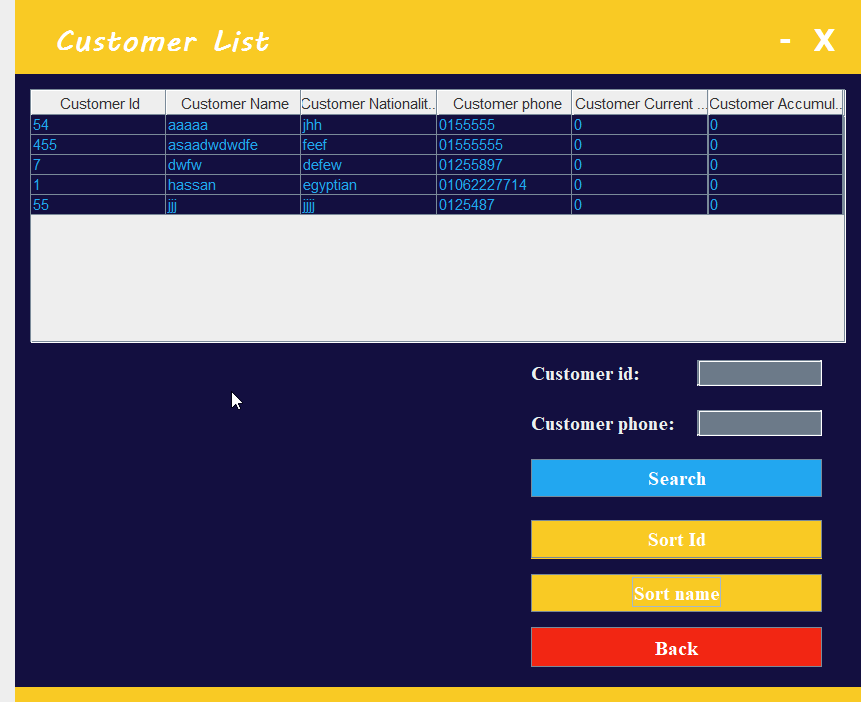 Customer List - X
Customer Id Customer Name Customer Nationalit... Customer phone Customer Current ... Customer Accumul...
54 aaaaa jhh 0155555 0 0
455 asaadwdwdfe feef 01555555 0 0
7 dwfw defew 01255897 0 0
1 hassan egyptian 01062227714 0 0
55 jjj jjjj 0125487 0 0
Customer id:
Customer phone:
Search
Sort Id
Sort name
Back